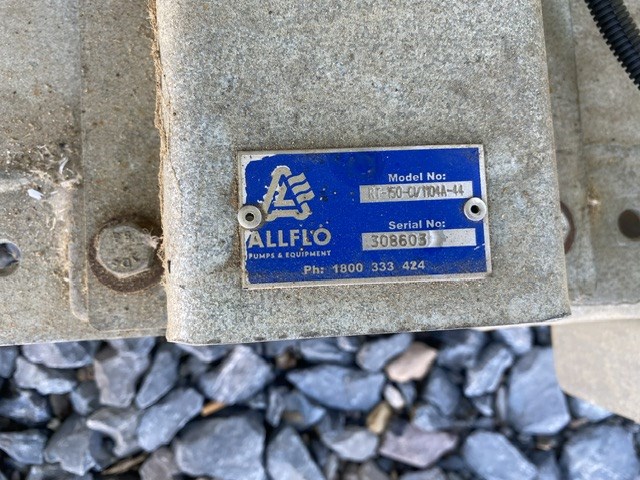 Model No:
RT-150-CI/1104A-44
ALLFLO
Serial No:
308603
PUMPS & EQUIPMENT
Ph: 1800 333 424